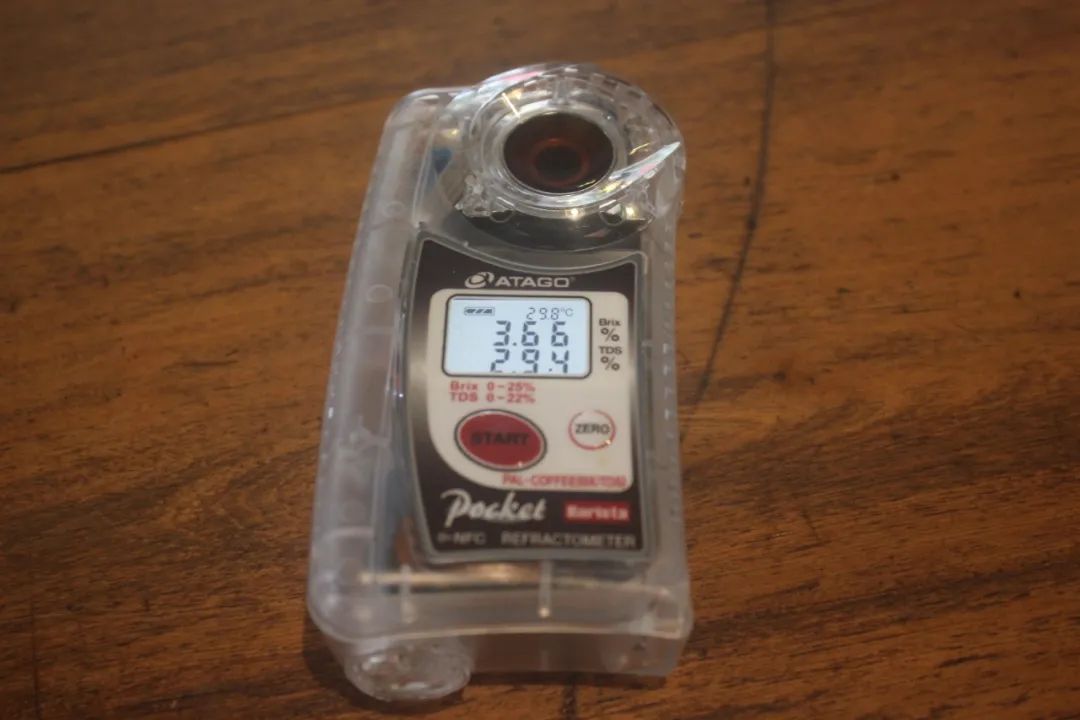 ATAGO®
29.8°C
3.66 Brix %
2.94 TDS %
Brix 0-25%
TDS 0-22%
START ZERO
PAL-COFFEE(BX/TDS)
Pocket Barista
NFC REFRACTOMETER